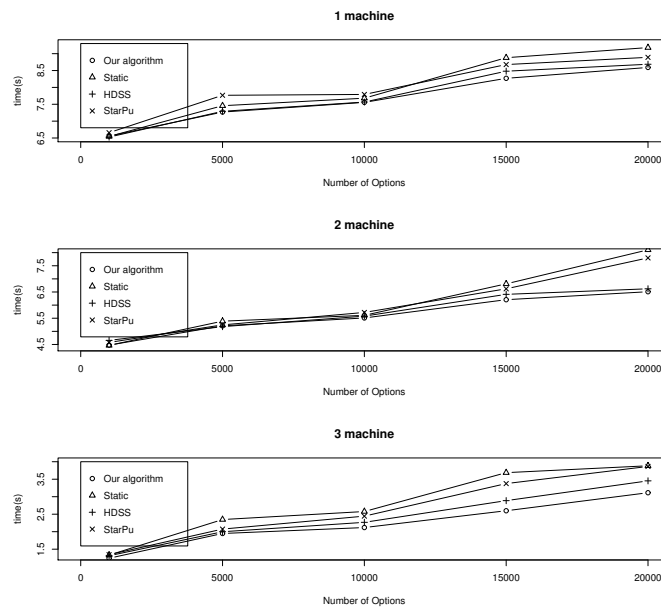 1 machine
Our algorithm
Static
HDSS
StarPu
time(s)
8.5
7.5
6.5
0 5000 10000 15000 20000
Number of Options
2 machine
Our algorithm
Static
HDSS
StarPu
time(s)
7.5
6.5
5.5
4.5
0 5000 10000 15000 20000
Number of Options
3 machine
Our algorithm
Static
HDSS
StarPu
time(s)
3.5
2.5
1.5
0 5000 10000 15000 20000
Number of Options